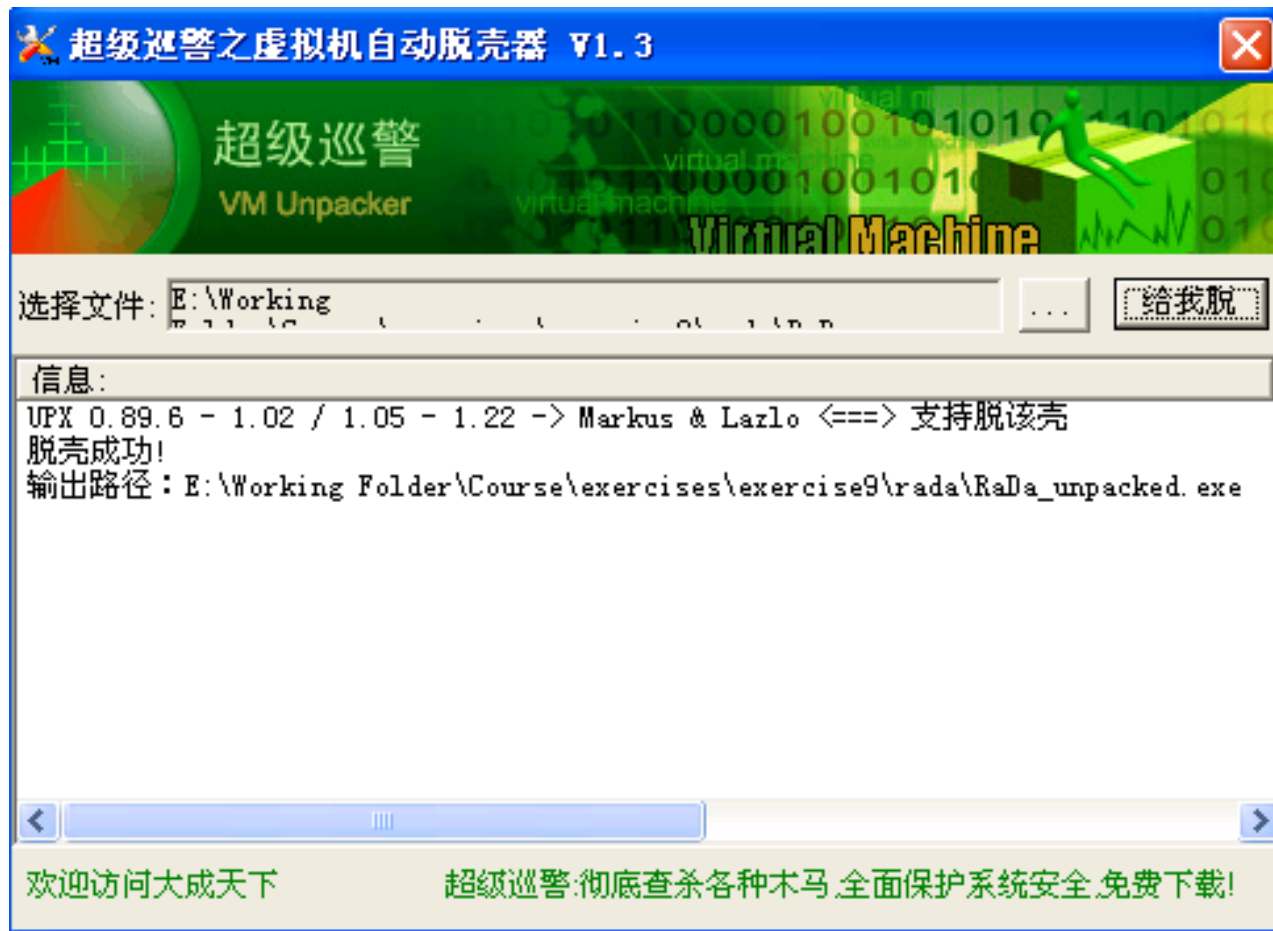 超级巡警之虚拟机自动脱壳器 V1.3
超级巡警
VM Unpacker
virtual machine
virtual machine
Virtual Machine
选择文件: E:\Working
... 给我脱
信息:
UPX 0.89.6 - 1.02 / 1.05 - 1.22 -> Markus & Lazlo <===> 支持脱该壳
脱壳成功!
输出路径：E:\Working Folder\Course\exercises\exercise9\rada\RaDa_unpacked.exe
欢迎访问大成天下 超级巡警:彻底查杀各种木马,全面保护系统安全,免费下载!